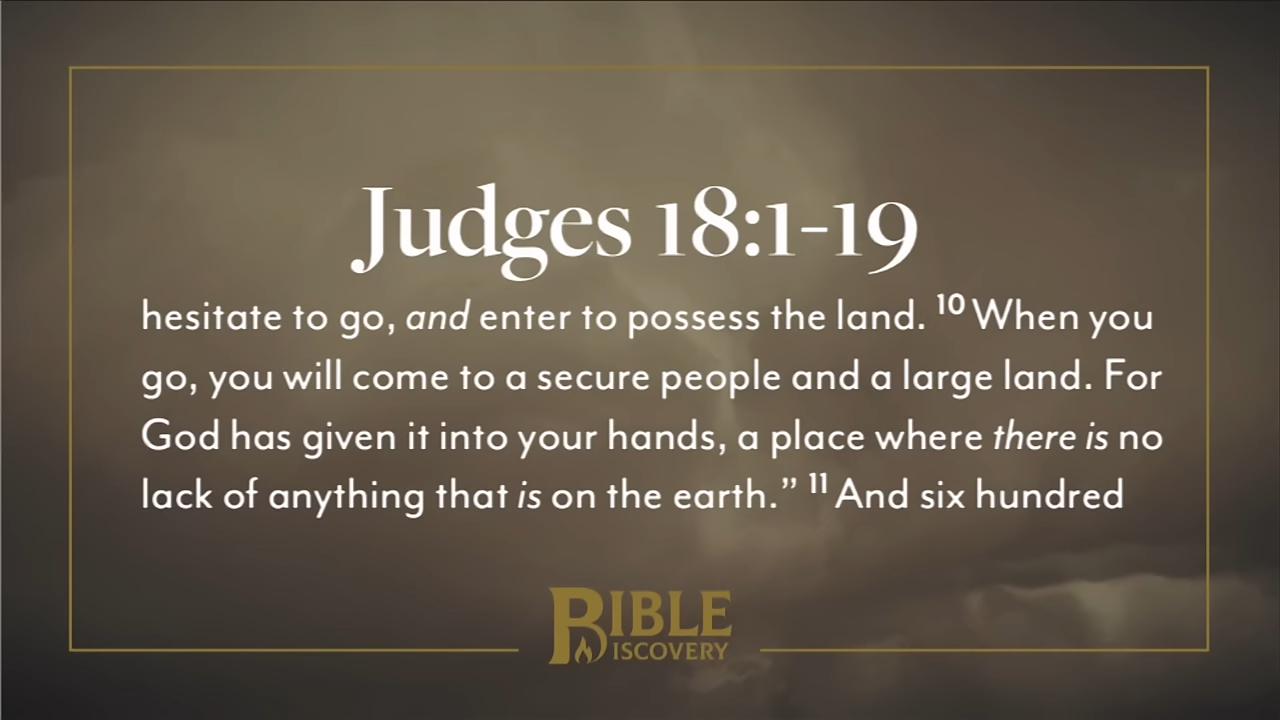 Judges 18:1-19
hesitate to go, and enter to possess the land. ¹⁰ When you
go, you will come to a secure people and a large land. For
God has given it into your hands, a place where there is no
lack of anything that is on the earth.” ¹¹ And six hundred
BIBLE
DISCOVERY